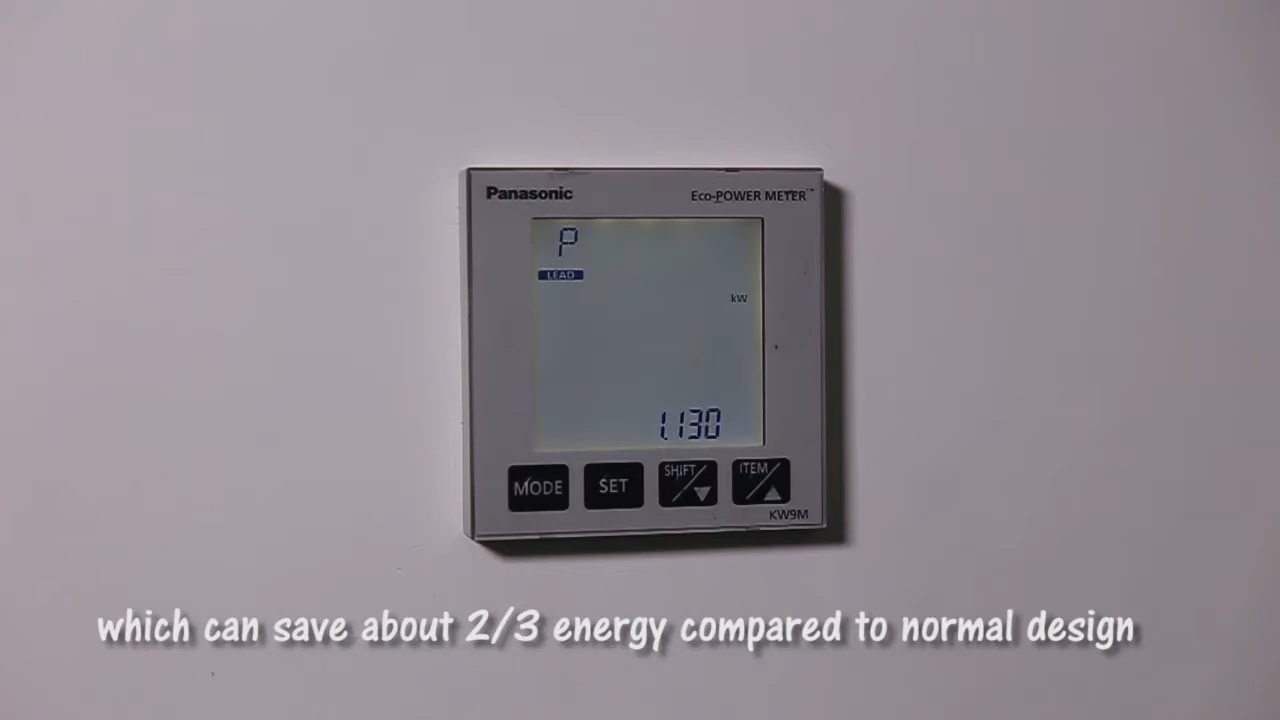 Panasonic
Eco-POWER METER
P
LEAD
kW
1.130
MODE
SET
SHIFT
ITEM
KW9M
which can save about 2/3 energy compared to normal design